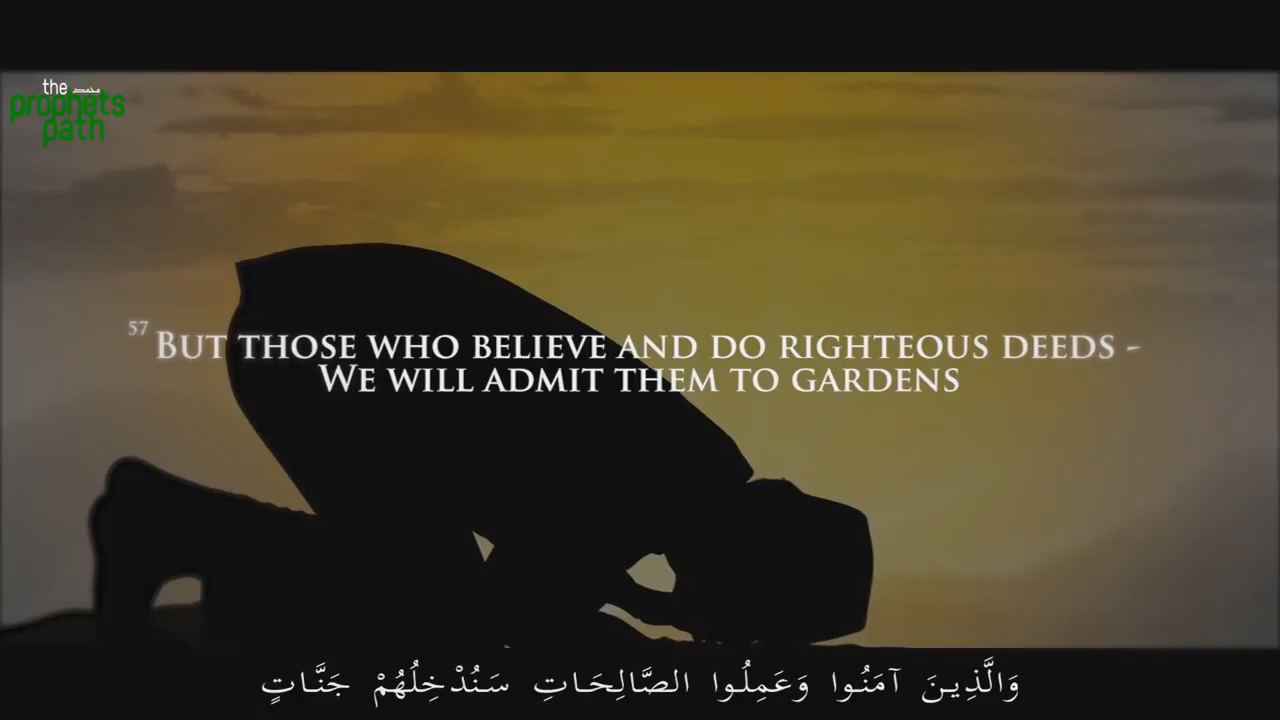 the محمد
prophets
path
57 But those who believe and do righteous deeds -
We will admit them to gardens
وَالَّذِينَ آمَنُوا وَعَمِلُوا الصَّالِحَاتِ سَنُدْخِلُهُمْ جَنَّاتٍ